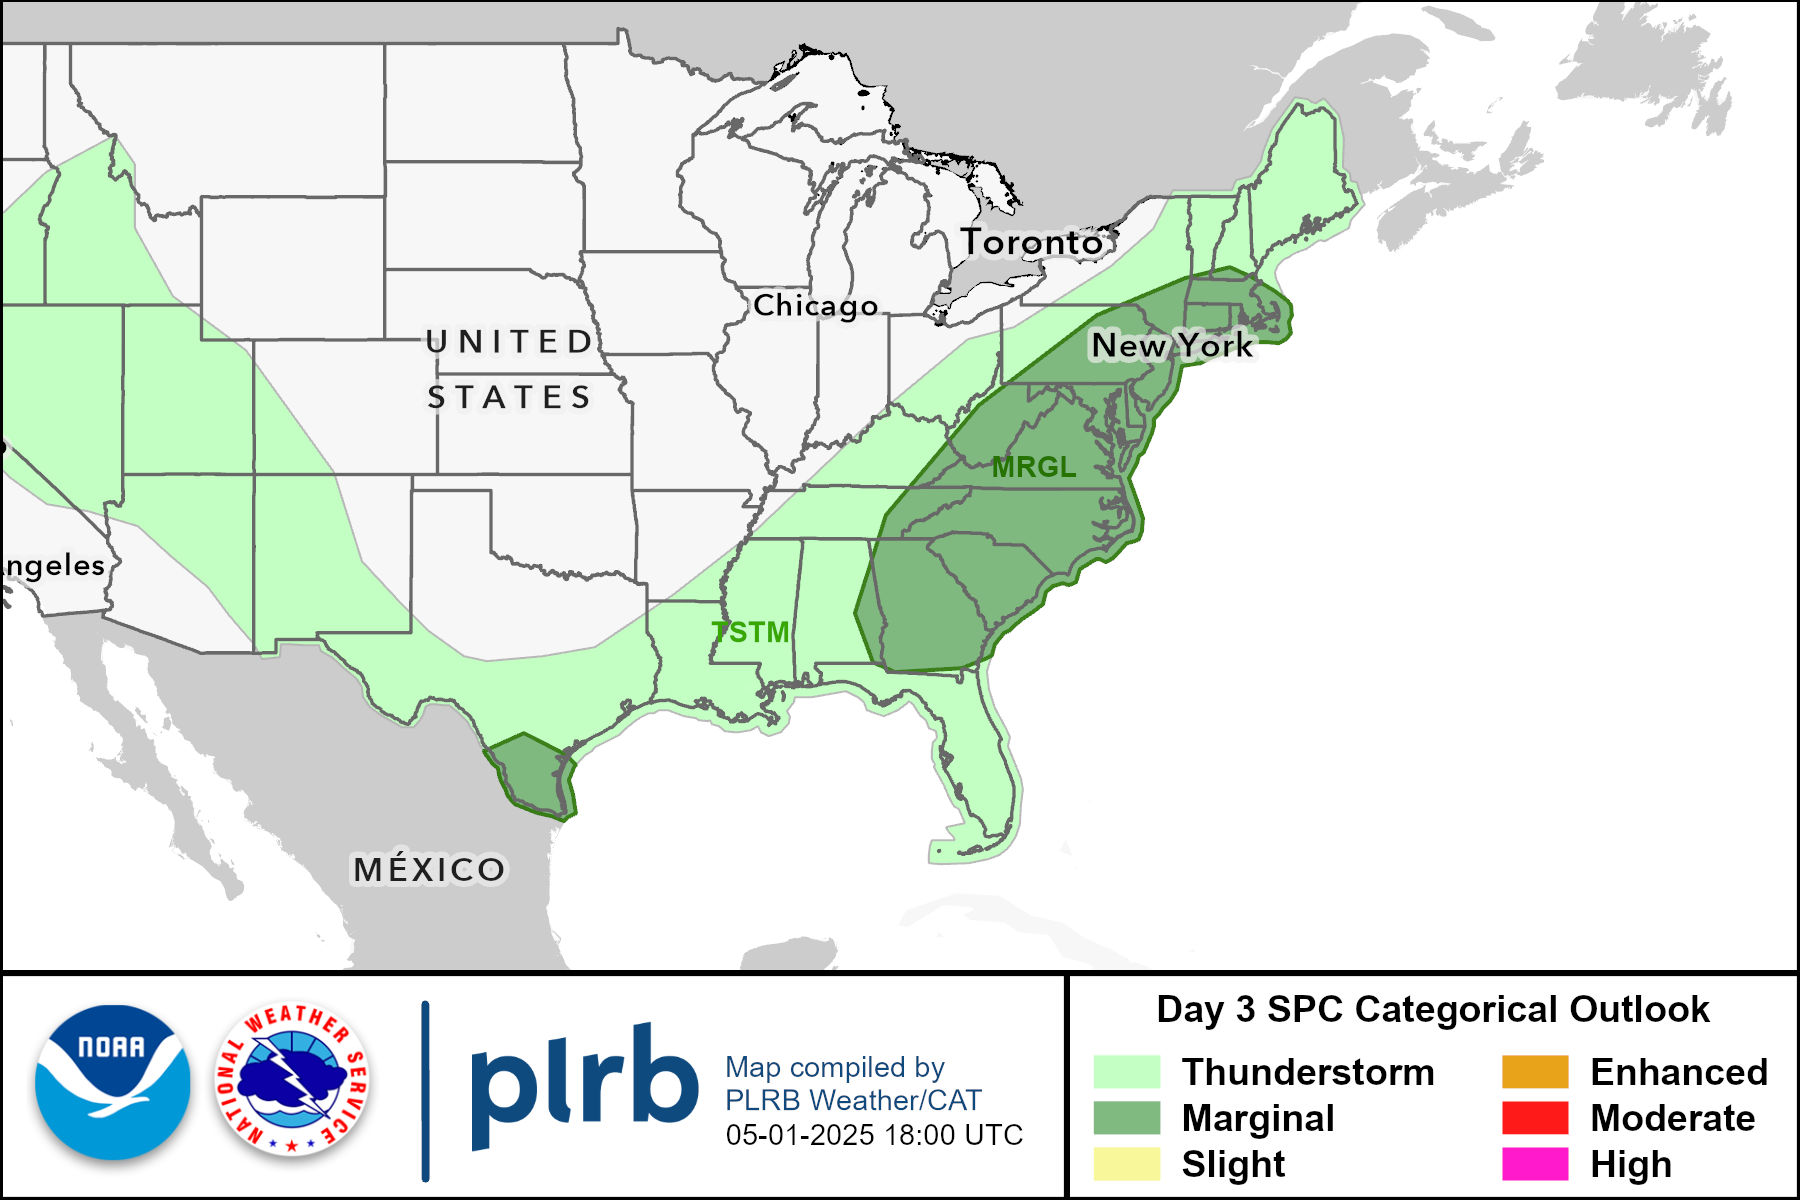 Toronto
Chicago
UNITED
STATES
New York
MRGL
ngeles
TSTM
MÉXICO
NOAA
NATIONAL WEATHER SERVICE
plrb
Map compiled by
PLRB Weather/CAT
05-01-2025 18:00 UTC
Day 3 SPC Categorical Outlook
Thunderstorm
Marginal
Slight
Enhanced
Moderate
High